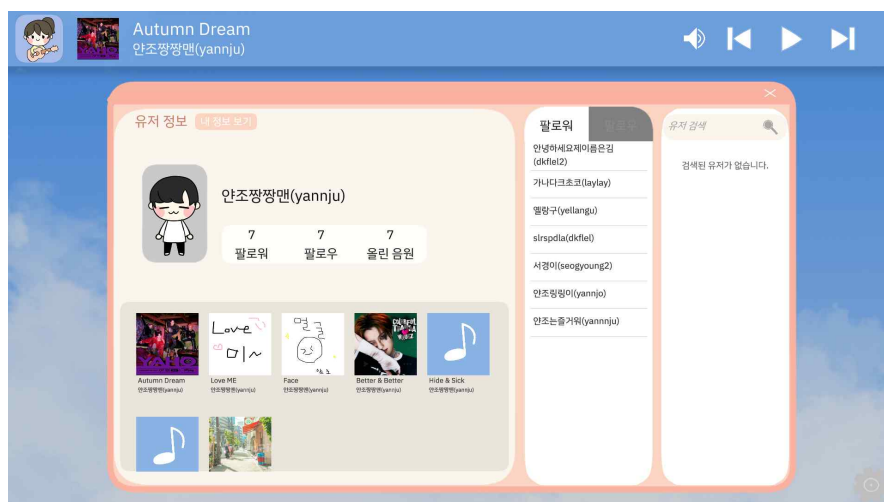 Autumn Dream
얀조짱짱맨(yannju)
유저 정보
내 정보 보기
얀조짱짱맨(yannju)
7
7
7
팔로워
팔로우
올린 음원
YAHO
Autumn Dream
얀조짱짱맨(yannju)
Love
미~
Love ME
얀조짱짱맨(yannju)
멸
굴
Face
얀조짱짱맨(yannju)
Better & Better
얀조짱짱맨(yannju)
Hide & Sick
얀조짱짱맨(yannju)
팔로워
팔로우
안녕하세요제이름은김
(dkflel2)
가나다크초코(laylay)
옐랑구(yellangu)
slrspdla(dkflel)
서경이(seogyoung2)
얀조링링이(yannjo)
얀조는즐거워(yannnju)
유저 검색
검색된 유저가 없습니다.